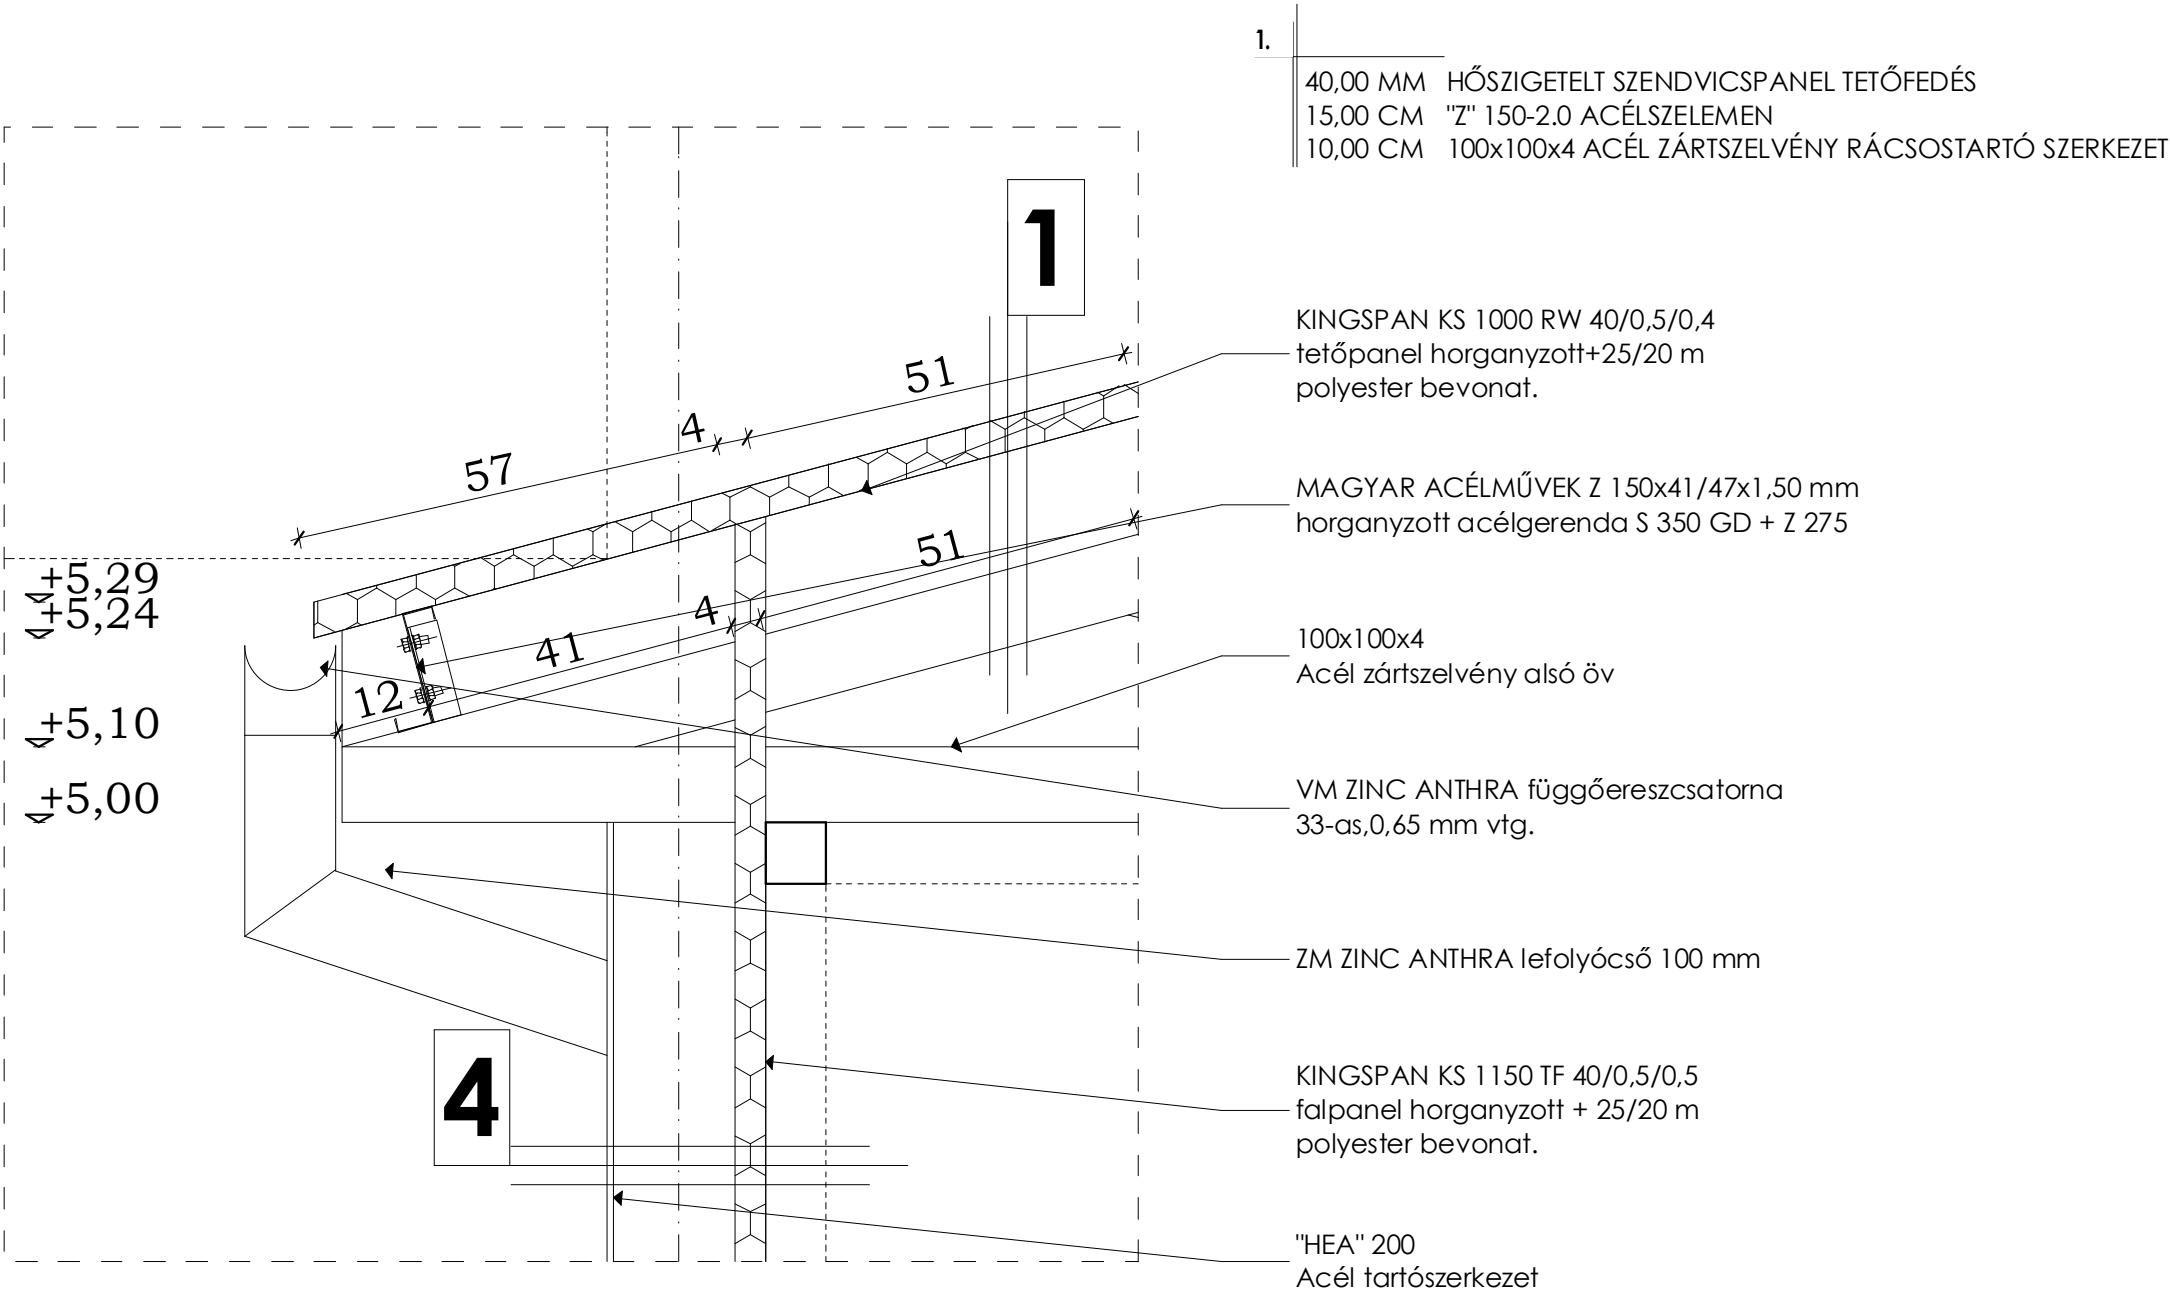 1.
40,00 MM HŐSZIGETELT SZENDVICSPANEL TETŐFEDÉS
15,00 CM "Z" 150-2.0 ACÉLSZELEMEN
10,00 CM 100x100x4 ACÉL ZÁRTSZELVÉNY RÁCSOSTARTÓ SZERKEZET
1
KINGSPAN KS 1000 RW 40/0,5/0,4
tetőpanel horganyzott+25/20 m
polyester bevonat.
51
4
57
MAGYAR ACÉLMŰVEK Z 150x41/47x1,50 mm
horganyzott acélgerenda S 350 GD + Z 275
51
4
41
12
+5,29
+5,24
+5,10
+5,00
100x100x4
Acél zártszelvény alsó öv
VM ZINC ANTHRA függőereszcsatorna
33-as,0,65 mm vtg.
ZM ZINC ANTHRA lefolyócső 100 mm
4
KINGSPAN KS 1150 TF 40/0,5/0,5
falpanel horganyzott + 25/20 m
polyester bevonat.
"HEA" 200
Acél tartószerkezet